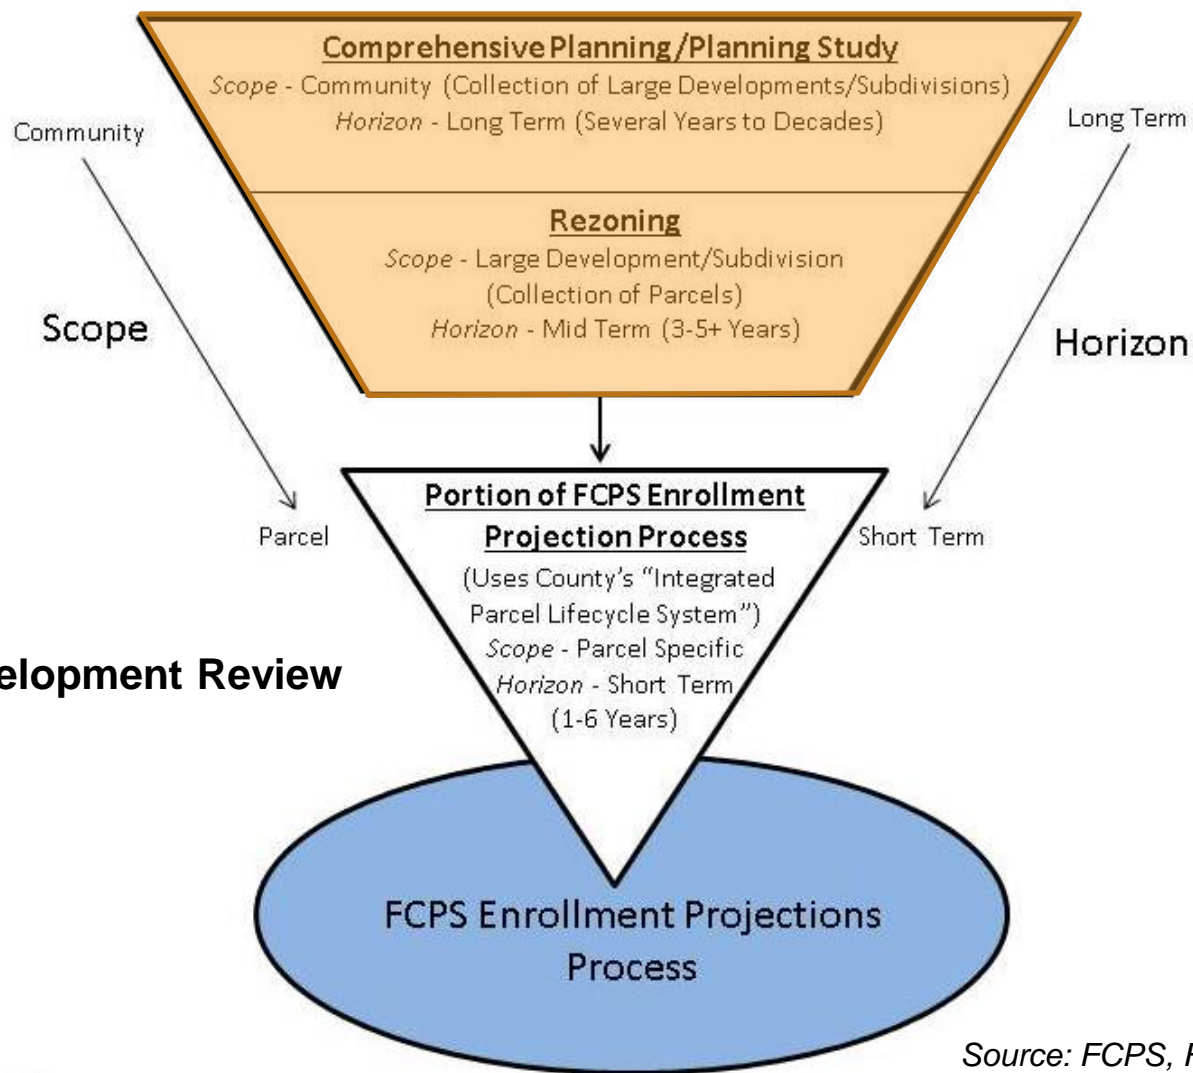 Comprehensive Planning/Planning Study
Scope - Community (Collection of Large Developments/Subdivisions)
Horizon - Long Term (Several Years to Decades)
Community
Long Term
Rezoning
Scope - Large Development/Subdivision
(Collection of Parcels)
Horizon - Mid Term (3-5+ Years)
Scope
Horizon
Parcel
Short Term
Portion of FCPS Enrollment
Projection Process
(Uses County's “Integrated
Parcel Lifecycle System”)
Scope - Parcel Specific
Horizon - Short Term
(1-6 Years)
elopment Review
FCPS Enrollment Projections
Process
Source: FCPS,